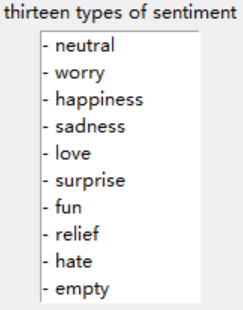 thirteen types of sentiment
- neutral
- worry
- happiness
- sadness
- love
- surprise
- fun
- relief
- hate
- empty